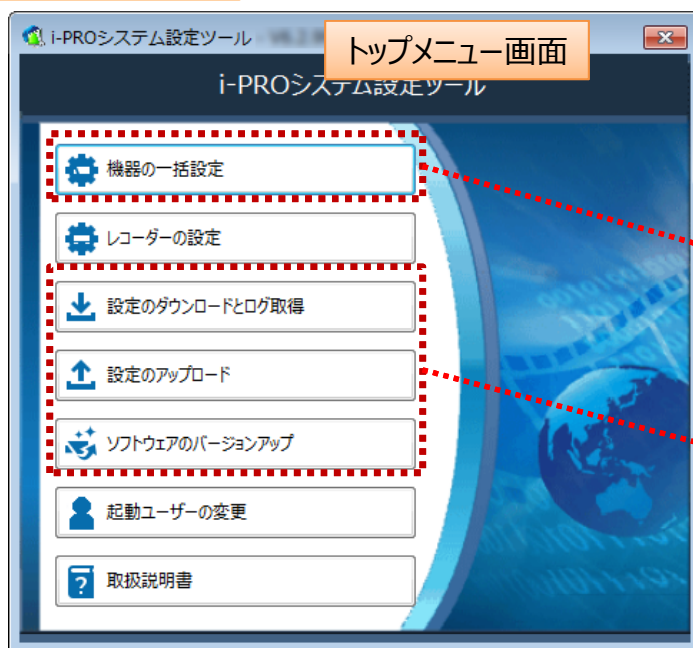 i-PROシステム設定ツール
トップメニュー画面
i-PROシステム設定ツール
機器の一括設定
レコーダーの設定
設定のダウンロードとログ取得
設定のアップロード
ソフトウェアのバージョンアップ
起動ユーザーの変更
取扱説明書